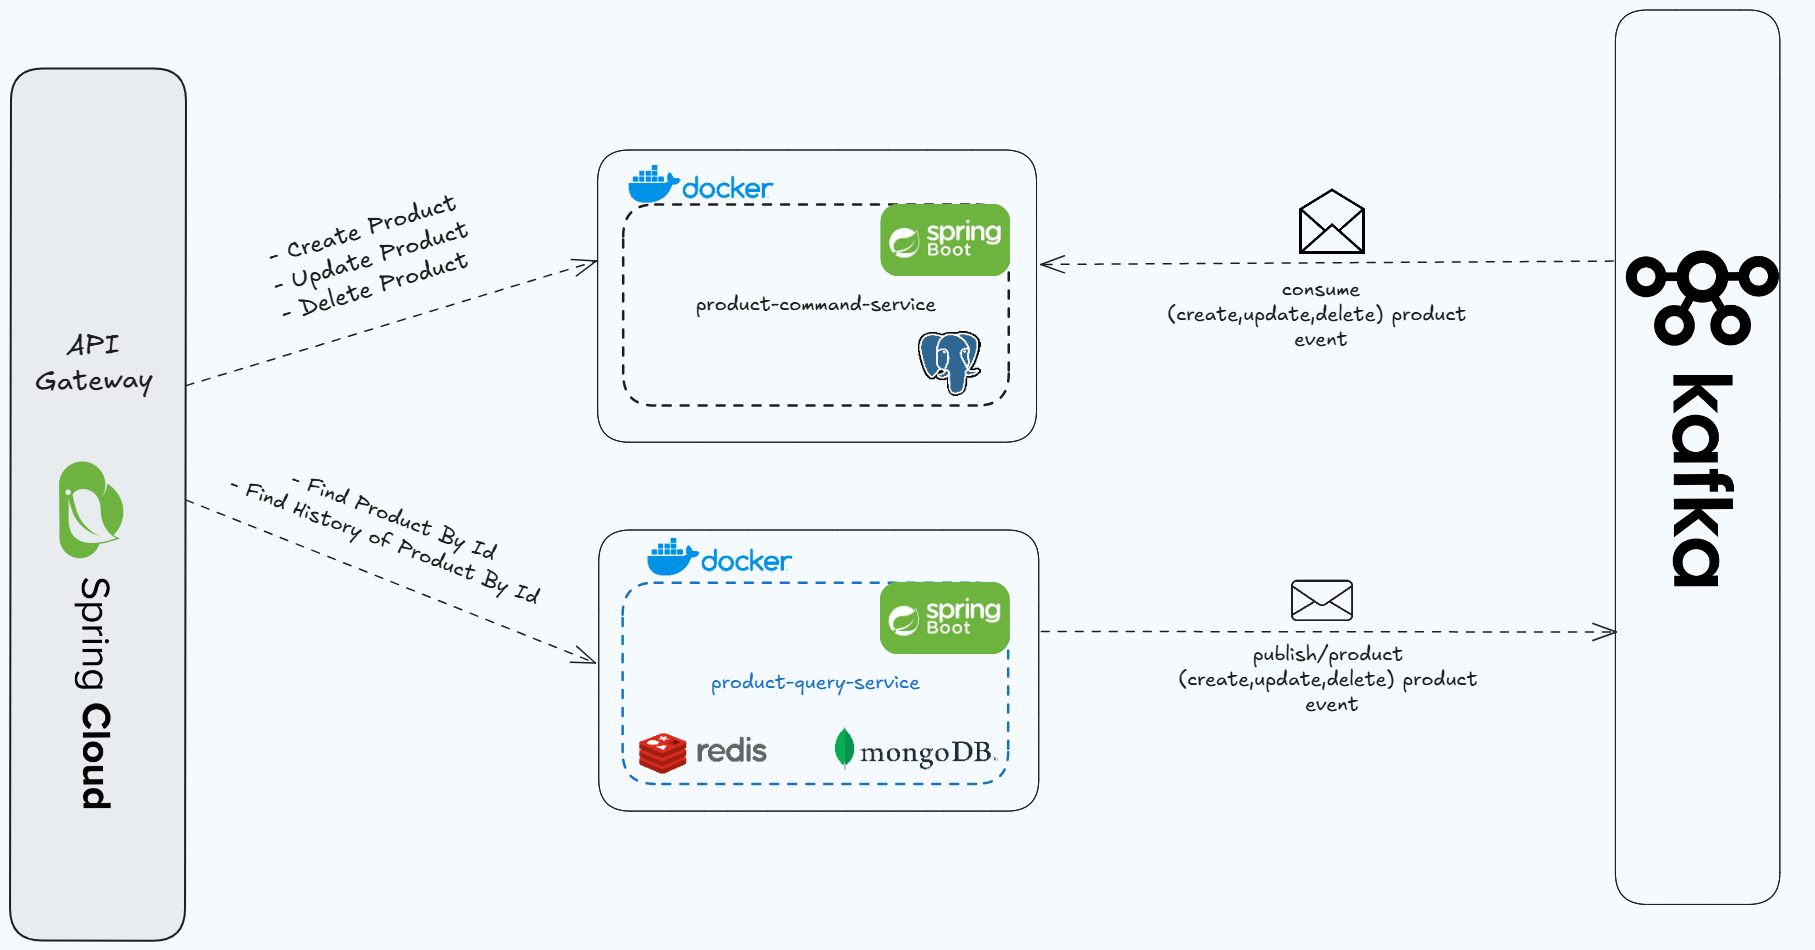 API
Gateway
Spring Cloud
- Create Product
- Update Product
- Delete Product
- Find Product By Id
- Find History of Product By Id
docker
spring
Boot
product-command-service
docker
spring
Boot
product-query-service
redis
mongoDB
consume
(create,update,delete) product
event
publish/product
(create,update,delete) product
event
kafka